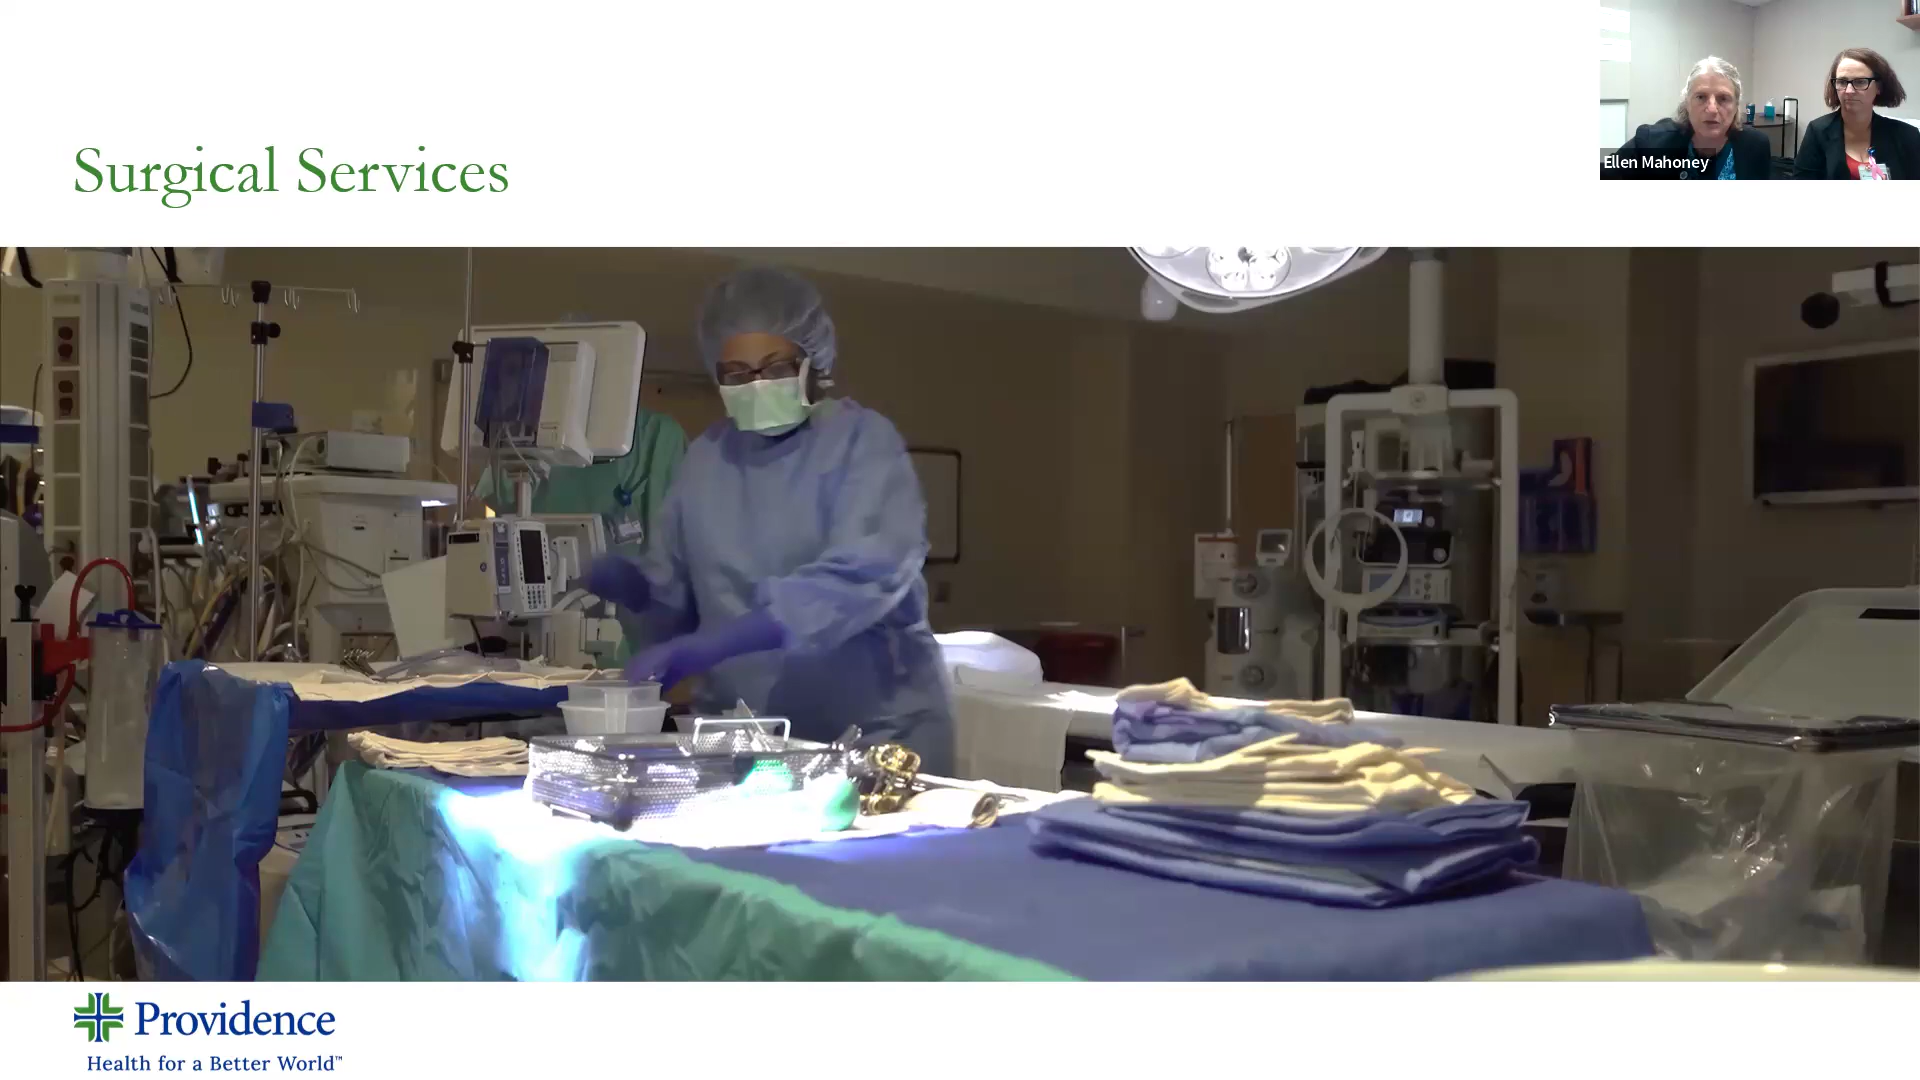 Surgical Services
Ellen Mahoney
Providence
Health for a Better World™